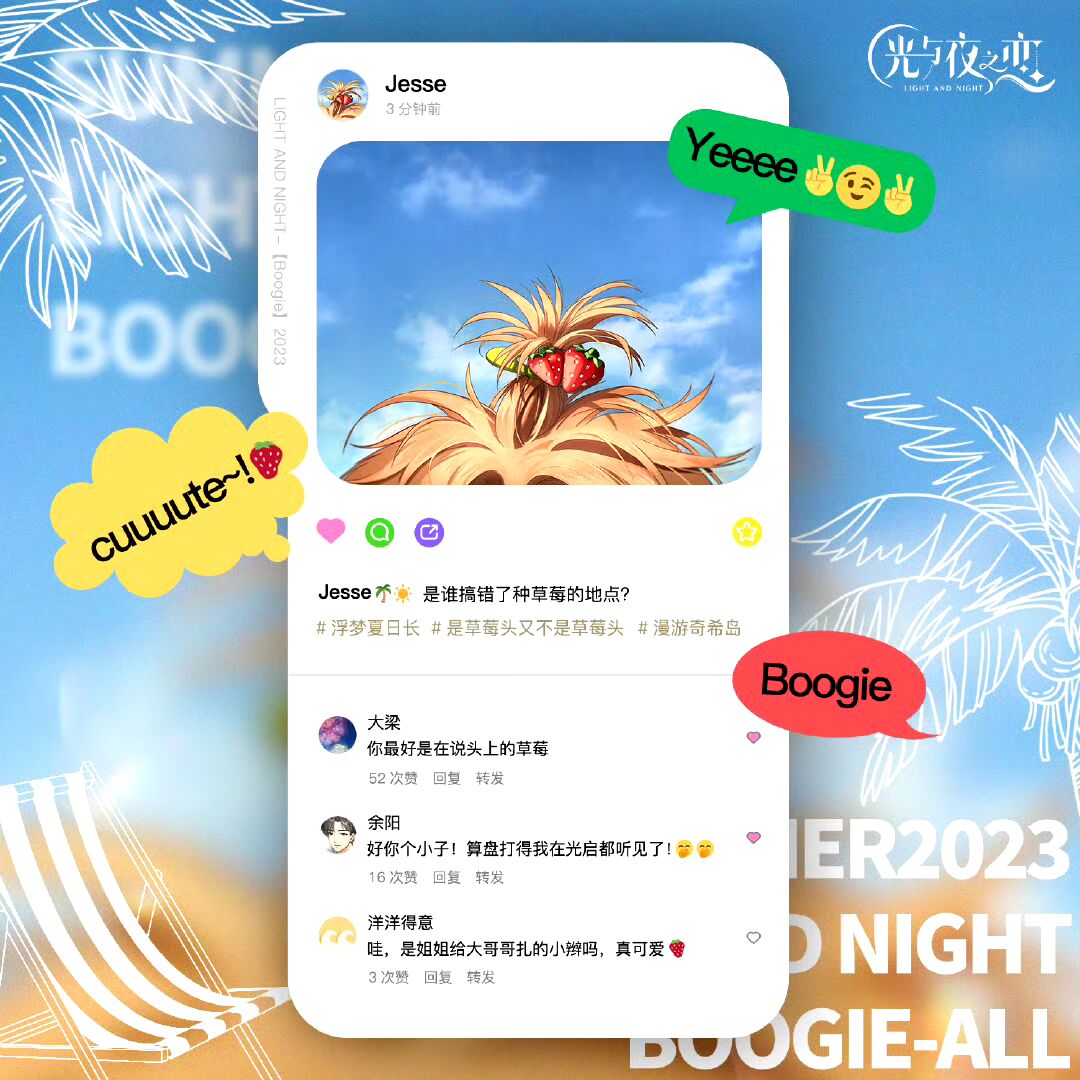 光与夜之恋
LIGHT AND NIGHT
Jesse
3 分钟前
LIGHT AND NIGHT-【Boogie】2023
Yeeee✌😉✌
cuuuute~!🍓
Jesse🌴☀️ 是谁搞错了种草莓的地点?
# 浮梦夏日长 # 是草莓头又不是草莓头 # 漫游奇希岛
Boogie
大梁
你最好是在说头上的草莓
52 次赞 回复 转发
余阳
好你个小子！算盘打得我在光启都听见了!🤭🤭
16 次赞 回复 转发
洋洋得意
哇，是姐姐给大哥哥扎的小辫吗，真可爱🍓
3 次赞 回复 转发
MER2023
D NIGHT
BOOGIE-ALL